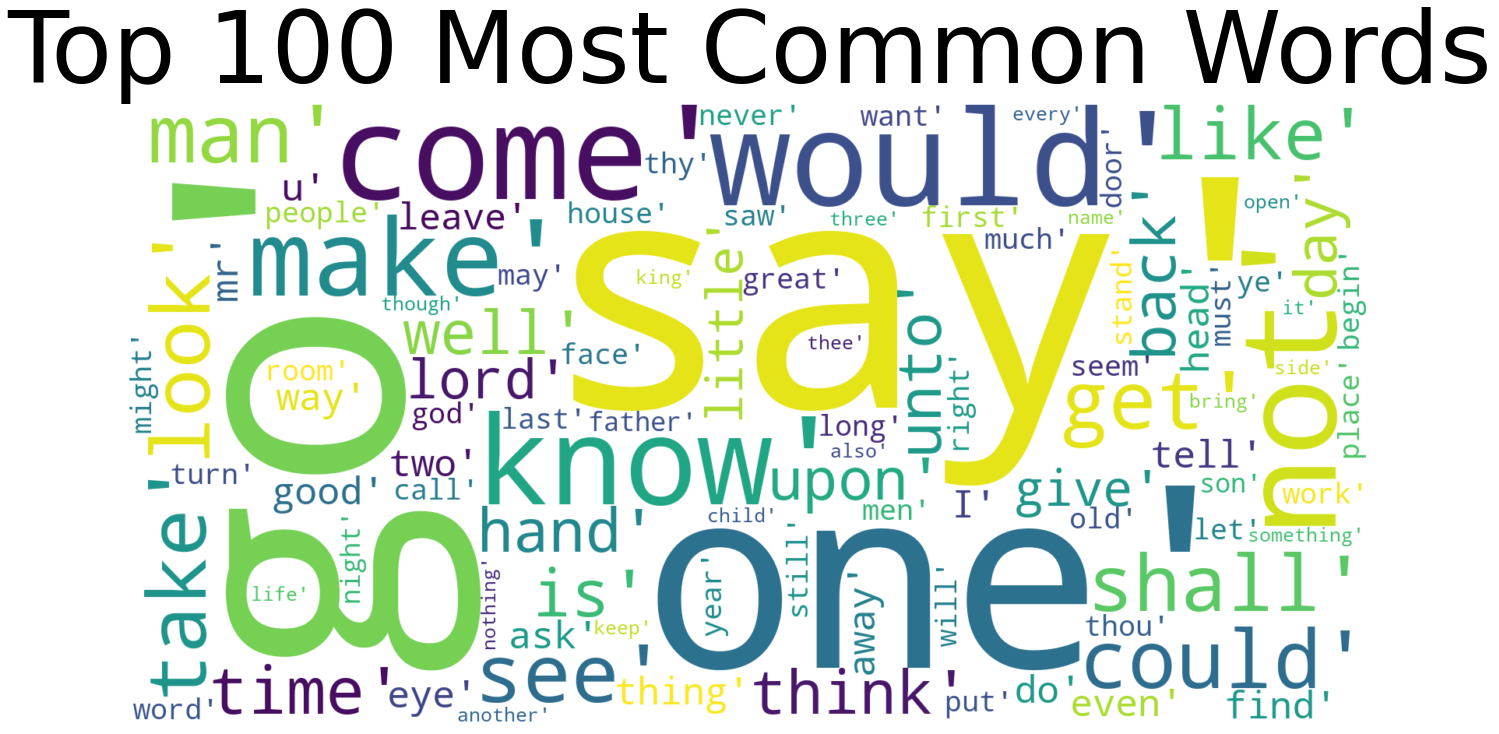 Top 100 Most Common Words
man'
come'
never'
want'
every'
like'
would'
thy'
door'
u'
people'
leave'
house'
saw'
three'
first'
name'
open'
day'
make'
say'
much'
back'
mr'
look'
may'
king'
little'
great'
stand'
head'
must'
ye'
it'
begin'
though'
go'
well'
face'
thee'
unto'
not'
might'
room'
way'
lord'
seem'
side'
god'
last'
father'
long'
right'
get'
bring'
place'
turn'
two'
know'
also'
tell'
good'
call'
upon'
men'
I'
give'
son'
work'
old'
take'
night'
hand'
child'
one'
let'
something'
life'
nothing'
is'
year'
still'
away'
will'
shall'
ask'
keep'
thou'
could'
time'
eye'
see'
thing'
think'
put'
do'
even'
find'
word'
another'